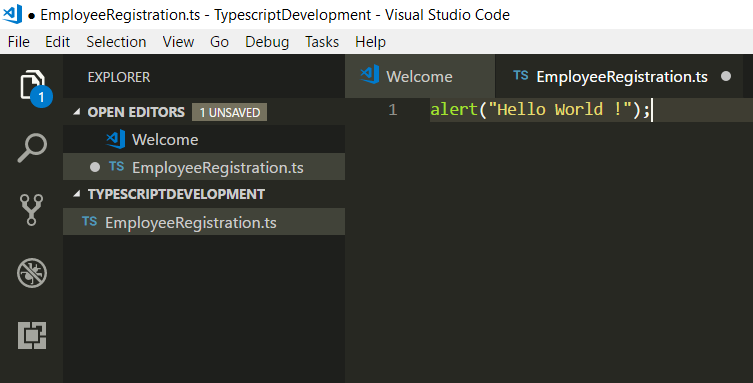 ● EmployeeRegistration.ts - TypescriptDevelopment - Visual Studio Code
File Edit Selection View Go Debug Tasks Help
EXPLORER
OPEN EDITORS 1 UNSAVED
Welcome
● TS EmployeeRegistration.ts
TYPESCRIPTDEVELOPMENT
TS EmployeeRegistration.ts
1
Welcome TS EmployeeRegistration.ts ●
1 alert("Hello World !");